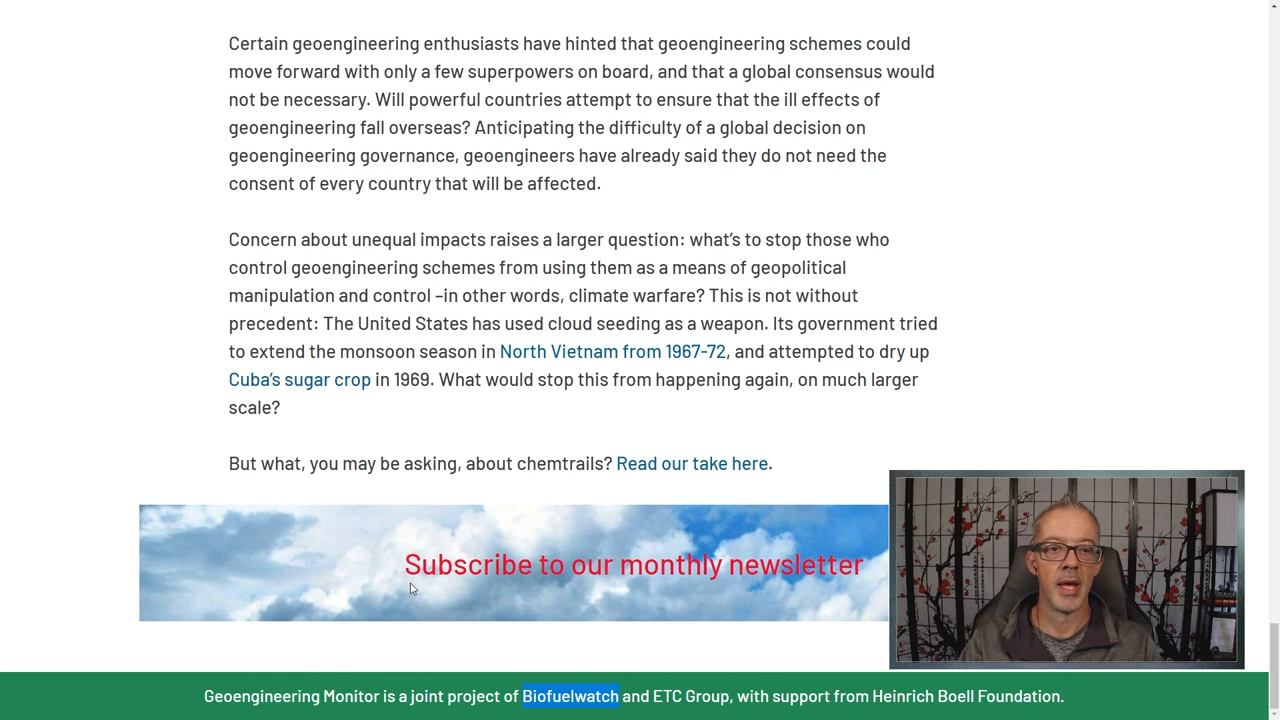 Certain geoengineering enthusiasts have hinted that geoengineering schemes could
move forward with only a few superpowers on board, and that a global consensus would
not be necessary. Will powerful countries attempt to ensure that the ill effects of
geoengineering fall overseas? Anticipating the difficulty of a global decision on
geoengineering governance, geoengineers have already said they do not need the
consent of every country that will be affected.
Concern about unequal impacts raises a larger question: what’s to stop those who
control geoengineering schemes from using them as a means of geopolitical
manipulation and control –in other words, climate warfare? This is not without
precedent: The United States has used cloud seeding as a weapon. Its government tried
to extend the monsoon season in North Vietnam from 1967-72, and attempted to dry up
Cuba’s sugar crop in 1969. What would stop this from happening again, on much larger
scale?
But what, you may be asking, about chemtrails? Read our take here.
Subscribe to our monthly newsletter
Geoengineering Monitor is a joint project of Biofuelwatch and ETC Group, with support from Heinrich Boell Foundation.